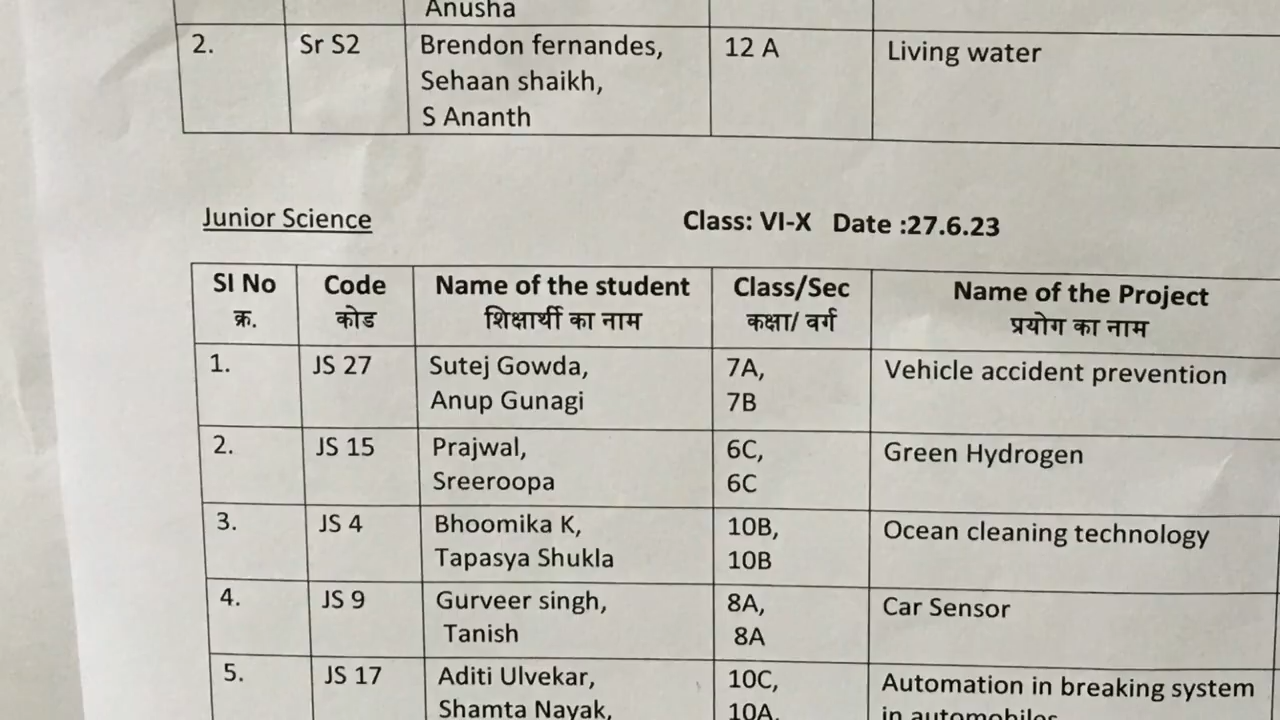 Anusha
2. Sr S2 Brendon fernandes, 12 A Living water
Sehaan shaikh,
S Ananth
Junior Science Class: VI-X Date :27.6.23
Sl No Code Name of the student Class/Sec Name of the Project
क्र. कोड शिक्षार्थी का नाम कक्षा/ वर्ग प्रयोग का नाम
1. JS 27 Sutej Gowda, 7A, Vehicle accident prevention
Anup Gunagi 7B
2. JS 15 Prajwal, 6C, Green Hydrogen
Sreeroopa 6C
3. JS 4 Bhoomika K, 10B, Ocean cleaning technology
Tapasya Shukla 10B
4. JS 9 Gurveer singh, 8A, Car Sensor
Tanish 8A
5. JS 17 Aditi Ulvekar, 10C, Automation in breaking system
Shamta Nayak, 10A, in automobiles